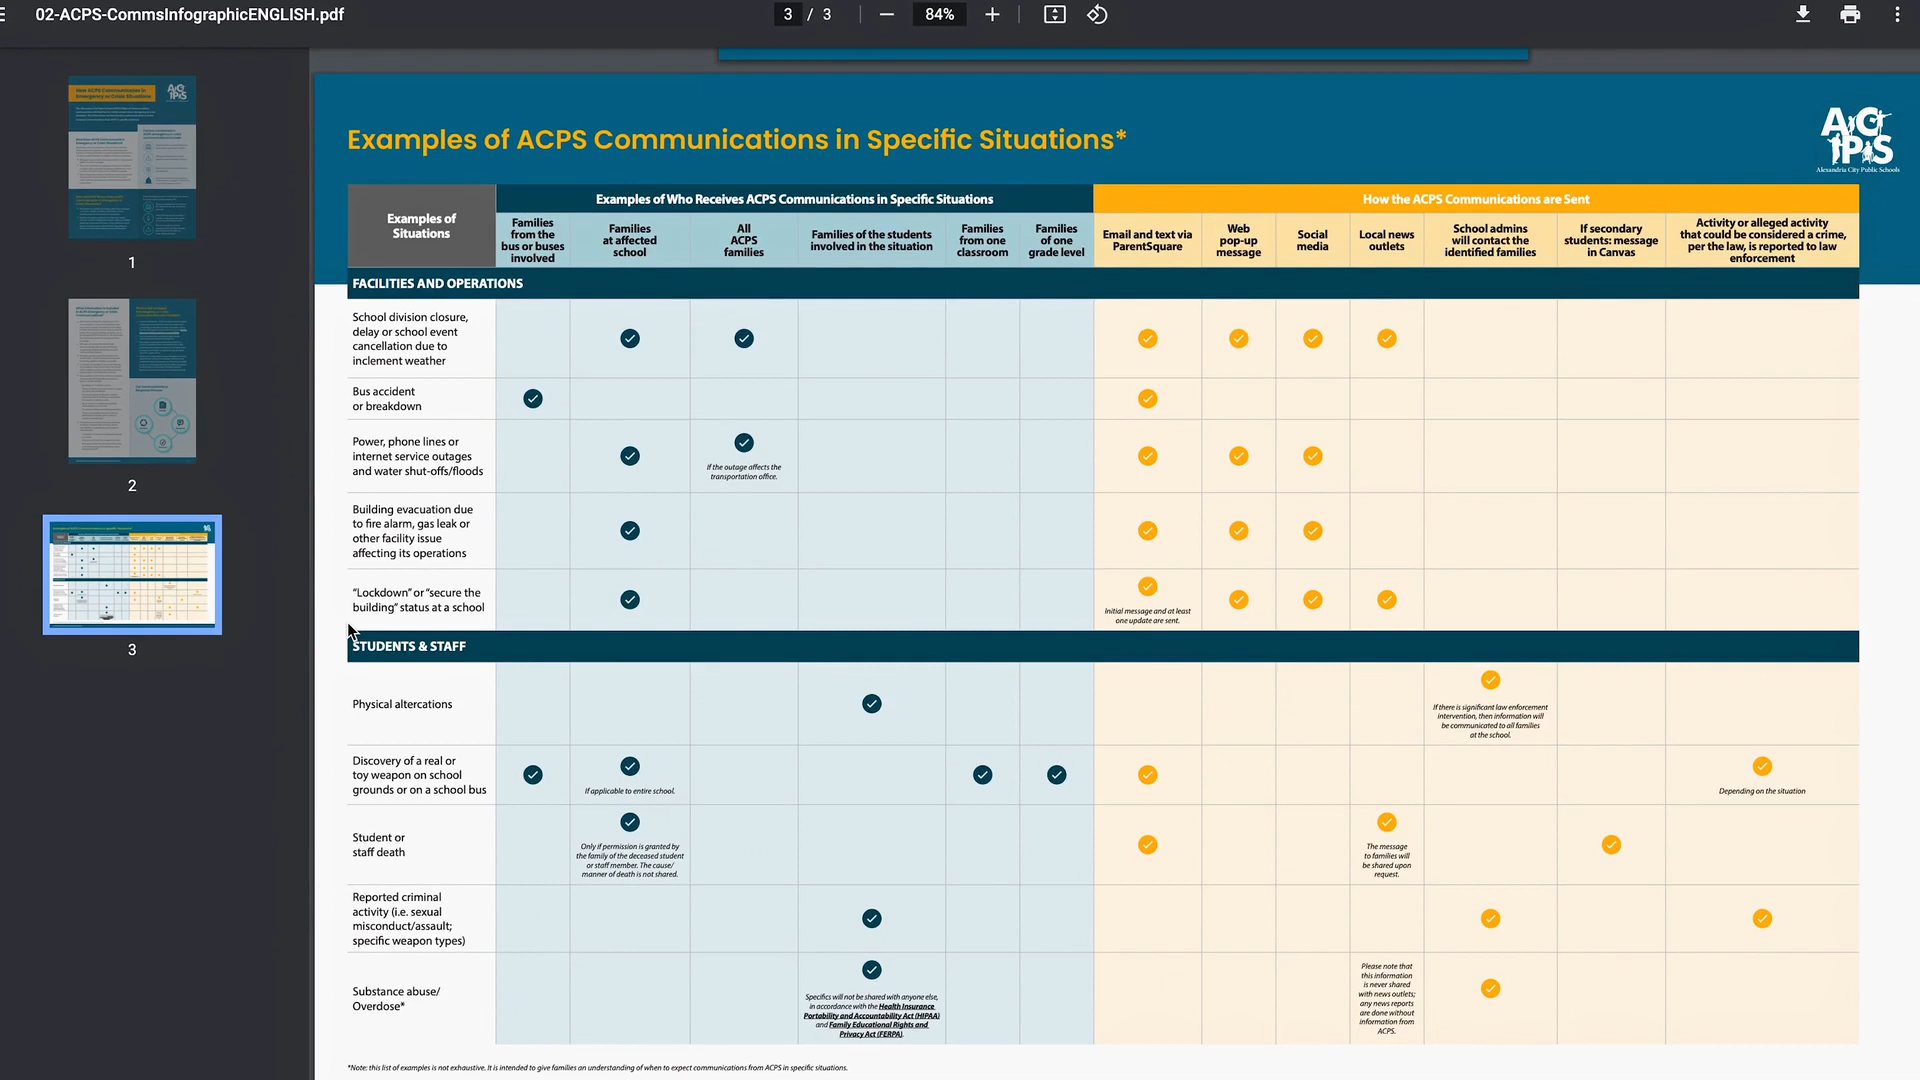 02-ACPS-CommsInfographicENGLISH.pdf
3 / 3
84%
1
2
3
Examples of ACPS Communications in Specific Situations*
Alexandria City Public Schools
Examples of
Situations
Examples of Who Receives ACPS Communications in Specific Situations
How the ACPS Communications are Sent
Families
from the
bus or buses
involved
Families
at affected
school
All
ACPS
families
Families of the students
involved in the situation
Families
from one
classroom
Families
of one
grade level
Email and text via
ParentSquare
Web
pop-up
message
Social
media
Local news
outlets
School admins
will contact the
identified families
If secondary
students: message
in Canvas
Activity or alleged activity
that could be considered a crime,
per the law, is reported to law
enforcement
FACILITIES AND OPERATIONS
School division closure,
delay or school event
cancellation due to
inclement weather
Bus accident
or breakdown
Power, phone lines or
internet service outages
and water shut-offs/floods
If the outage affects the
transportation office.
Building evacuation due
to fire alarm, gas leak or
other facility issue
affecting its operations
“Lockdown” or “secure the
building” status at a school
Initial message and at least
one update are sent.
STUDENTS & STAFF
Physical altercations
If there is significant law enforcement
intervention, then information will
be communicated to all families
at the school.
Discovery of a real or
toy weapon on school
grounds or on a school bus
If applicable to entire school.
Depending on the situation
Student or
staff death
Only if permission is granted by
the family of the deceased student
or staff member. The cause/
manner of death is not shared.
The message
to families will
be shared upon
request.
Reported criminal
activity (i.e. sexual
misconduct/assault;
specific weapon types)
Substance abuse/
Overdose*
Specifics will not be shared with anyone else,
in accordance with the Health Insurance
Portability and Accountability Act (HIPAA)
and Family Educational Rights and
Privacy Act (FERPA).
Please note that
this information
is never shared
with news outlets;
any news reports
are done without
information from
ACPS.
*Note: this list of examples is not exhaustive. It is intended to give families an understanding of when to expect communications from ACPS in specific situations.